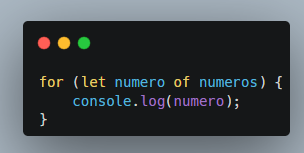 for (let numero of numeros) {
    console.log(numero);
}